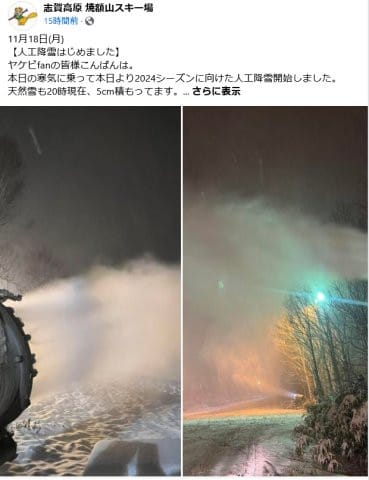 志賀高原 焼額山スキー場
15時間前·
11月18日(月)
【人工降雪はじめました】
ヤケビfanの皆様こんばんは。
本日の寒気に乗って本日より2024シーズンに向けた人工降雪開始しました。
天然雪も20時現在、5cm積もってます。... さらに表示